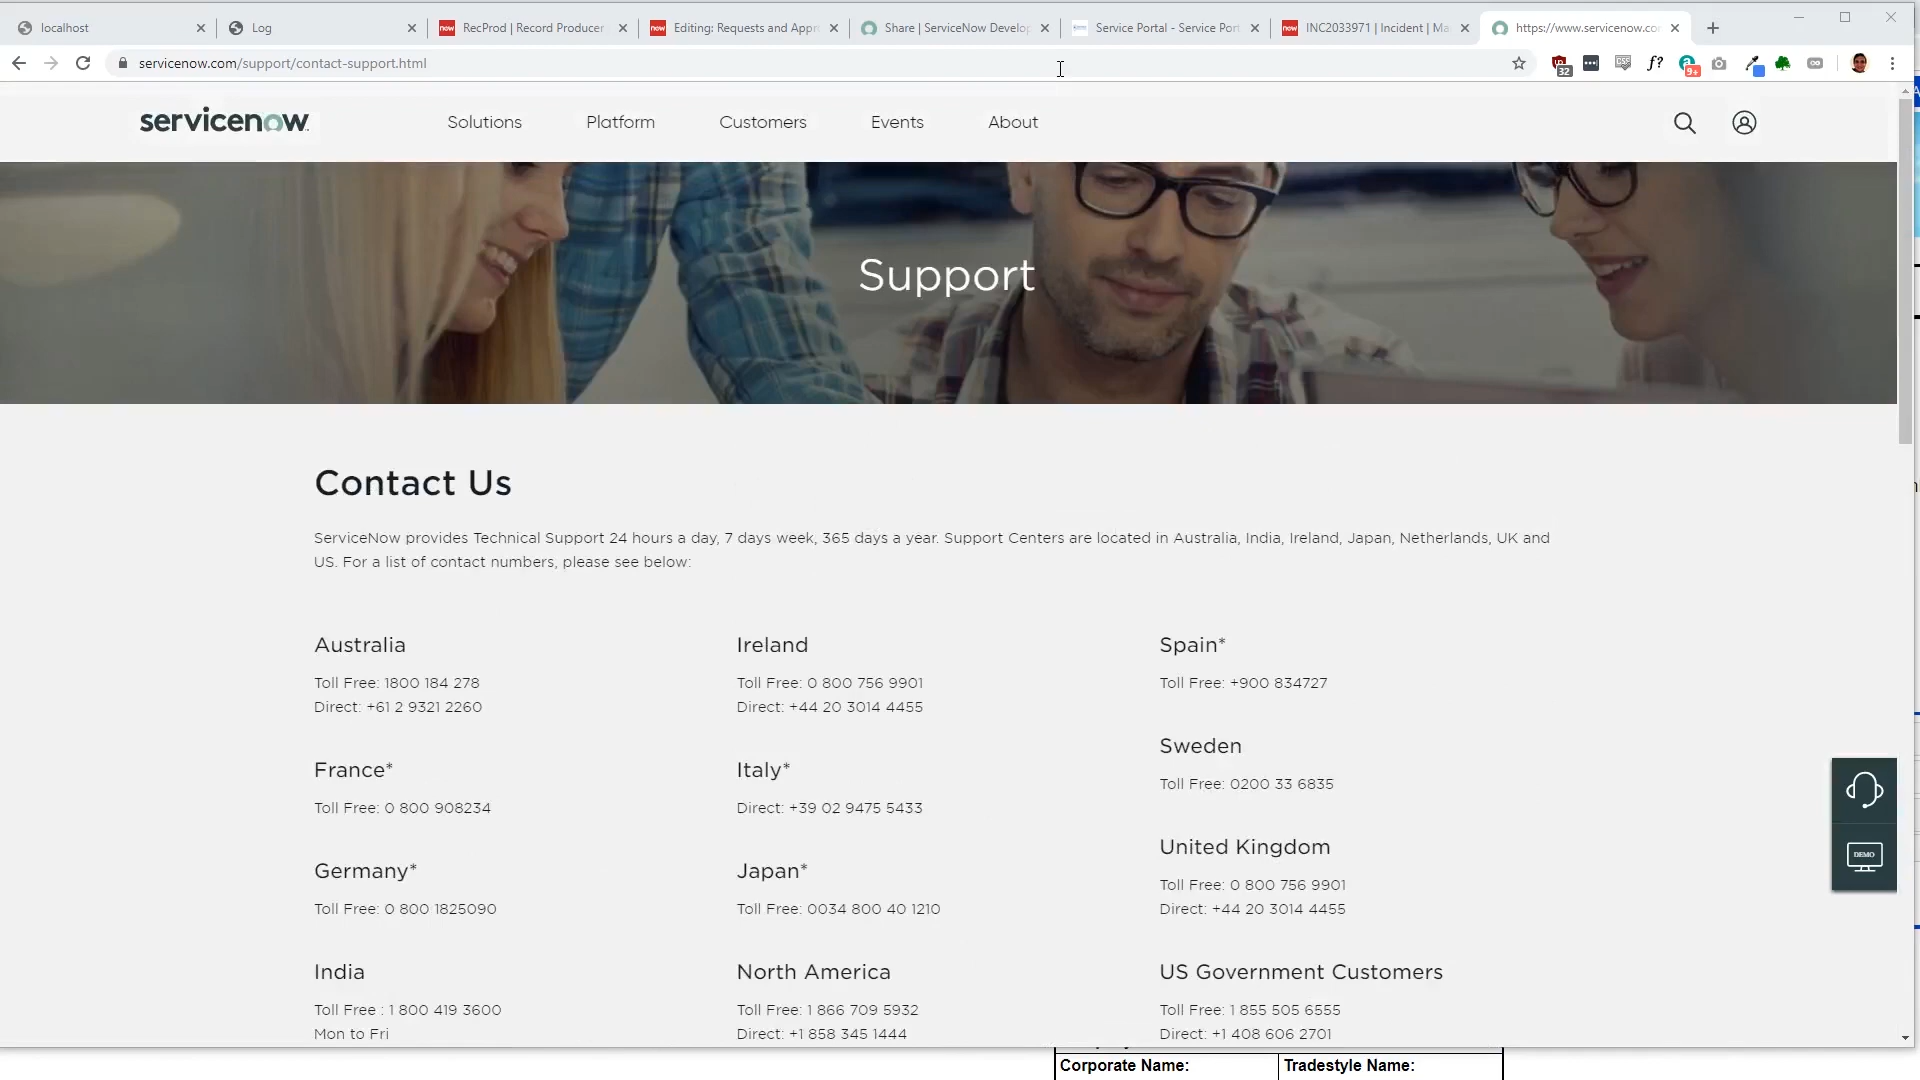 localhost
Log
RecProd | Record Producer
Editing: Requests and Appr
Share | ServiceNow Develop
Service Portal - Service Port
INC2033971 | Incident | Ma
https://www.servicenow.co
servicenow.com/support/contact-support.html
32
CSF
f?
9+
servicenow
Solutions
Platform
Customers
Events
About
Support
Contact Us
ServiceNow provides Technical Support 24 hours a day, 7 days week, 365 days a year. Support Centers are located in Australia, India, Ireland, Japan, Netherlands, UK and
US. For a list of contact numbers, please see below:
Australia
Toll Free: 1800 184 278
Direct: +61 2 9321 2260
France*
Toll Free: 0 800 908234
Germany*
Toll Free: 0 800 1825090
India
Toll Free : 1 800 419 3600
Mon to Fri
Ireland
Toll Free: 0 800 756 9901
Direct: +44 20 3014 4455
Italy*
Direct: +39 02 9475 5433
Japan*
Toll Free: 0034 800 40 1210
North America
Toll Free: 1 866 709 5932
Direct: +1 858 345 1444
Spain*
Toll Free: +900 834727
Sweden
Toll Free: 0200 33 6835
United Kingdom
Toll Free: 0 800 756 9901
Direct: +44 20 3014 4455
US Government Customers
Toll Free: 1 855 505 6555
Direct: +1 408 606 2701
DEMO
Corporate Name:
Tradestyle Name: